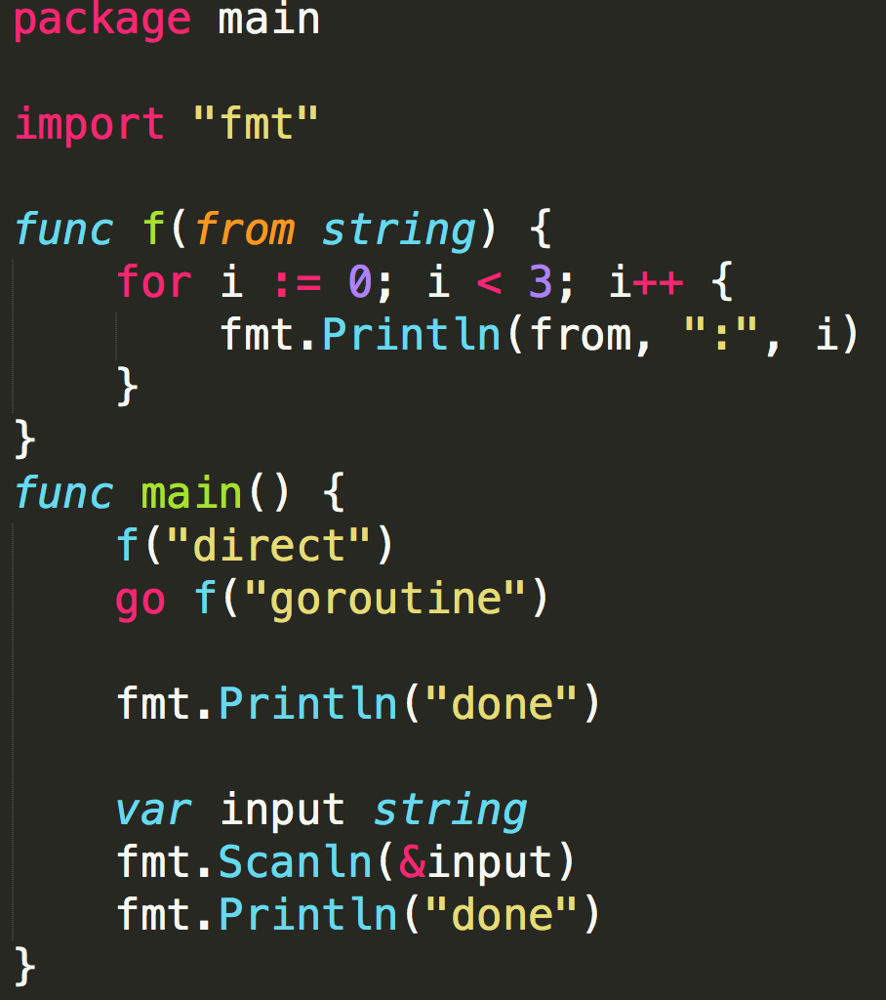 package main
import "fmt"
func f(from string) {
    for i := 0; i < 3; i++ {
        fmt.Println(from, ":", i)
    }
}
func main() {
    f("direct")
    go f("goroutine")
    fmt.Println("done")
    var input string
    fmt.Scanln(&input)
    fmt.Println("done")
}